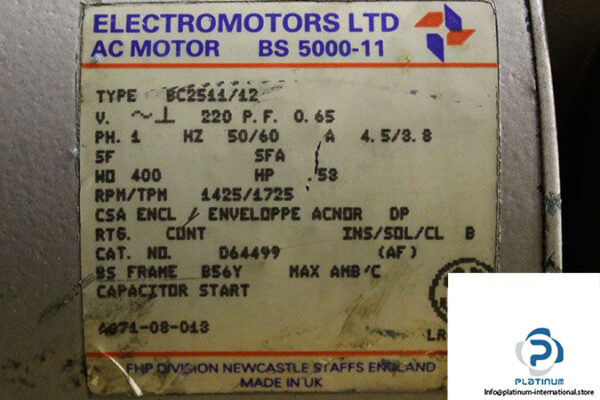 ELECTROMOTORS LTD
AC MOTOR BS 5000-11
TYPE BC2511/12
V. ~⊥ 220 P.F. 0.65
PH. 1 HZ 50/60 A 4.5/3.8
SF SFA
WO 400 HP .53
RPM/TPM 1425/1725
CSA ENCL / ENVELOPPE ACNOR DP
RTG. CONT INS/SOL/CL B
CAT. NO. D64499 (AF)
BS FRAME B56Y MAX AMB/C
CAPACITOR START
A071-08-013
LR
FHP DIVISION NEWCASTLE STAFFS ENGLAND
MADE IN UK
PLATINUM
info@platinum-international.store